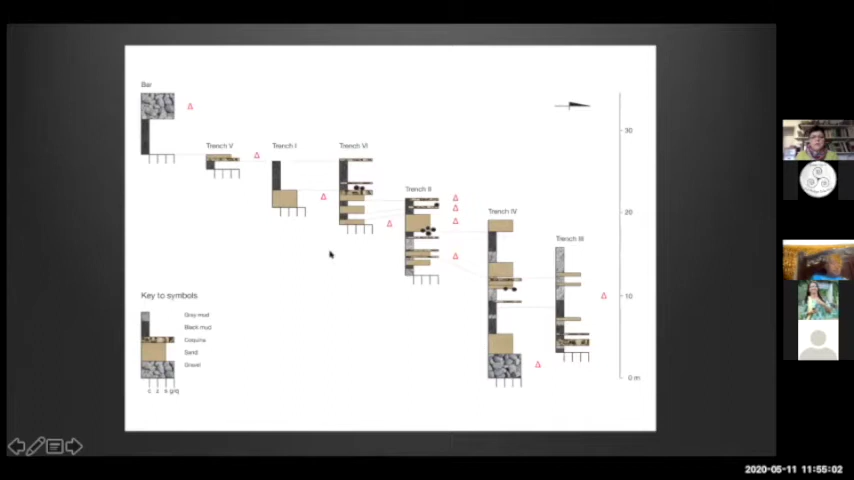 Bar
Trench V
Trench I
Trench VI
Trench II
Trench IV
Trench III
30
20
10
0 m
Key to symbols
Grey mud
Black mud
Coquina
Sand
Gravel
c z s g/q
2020-05-11 11:55:02